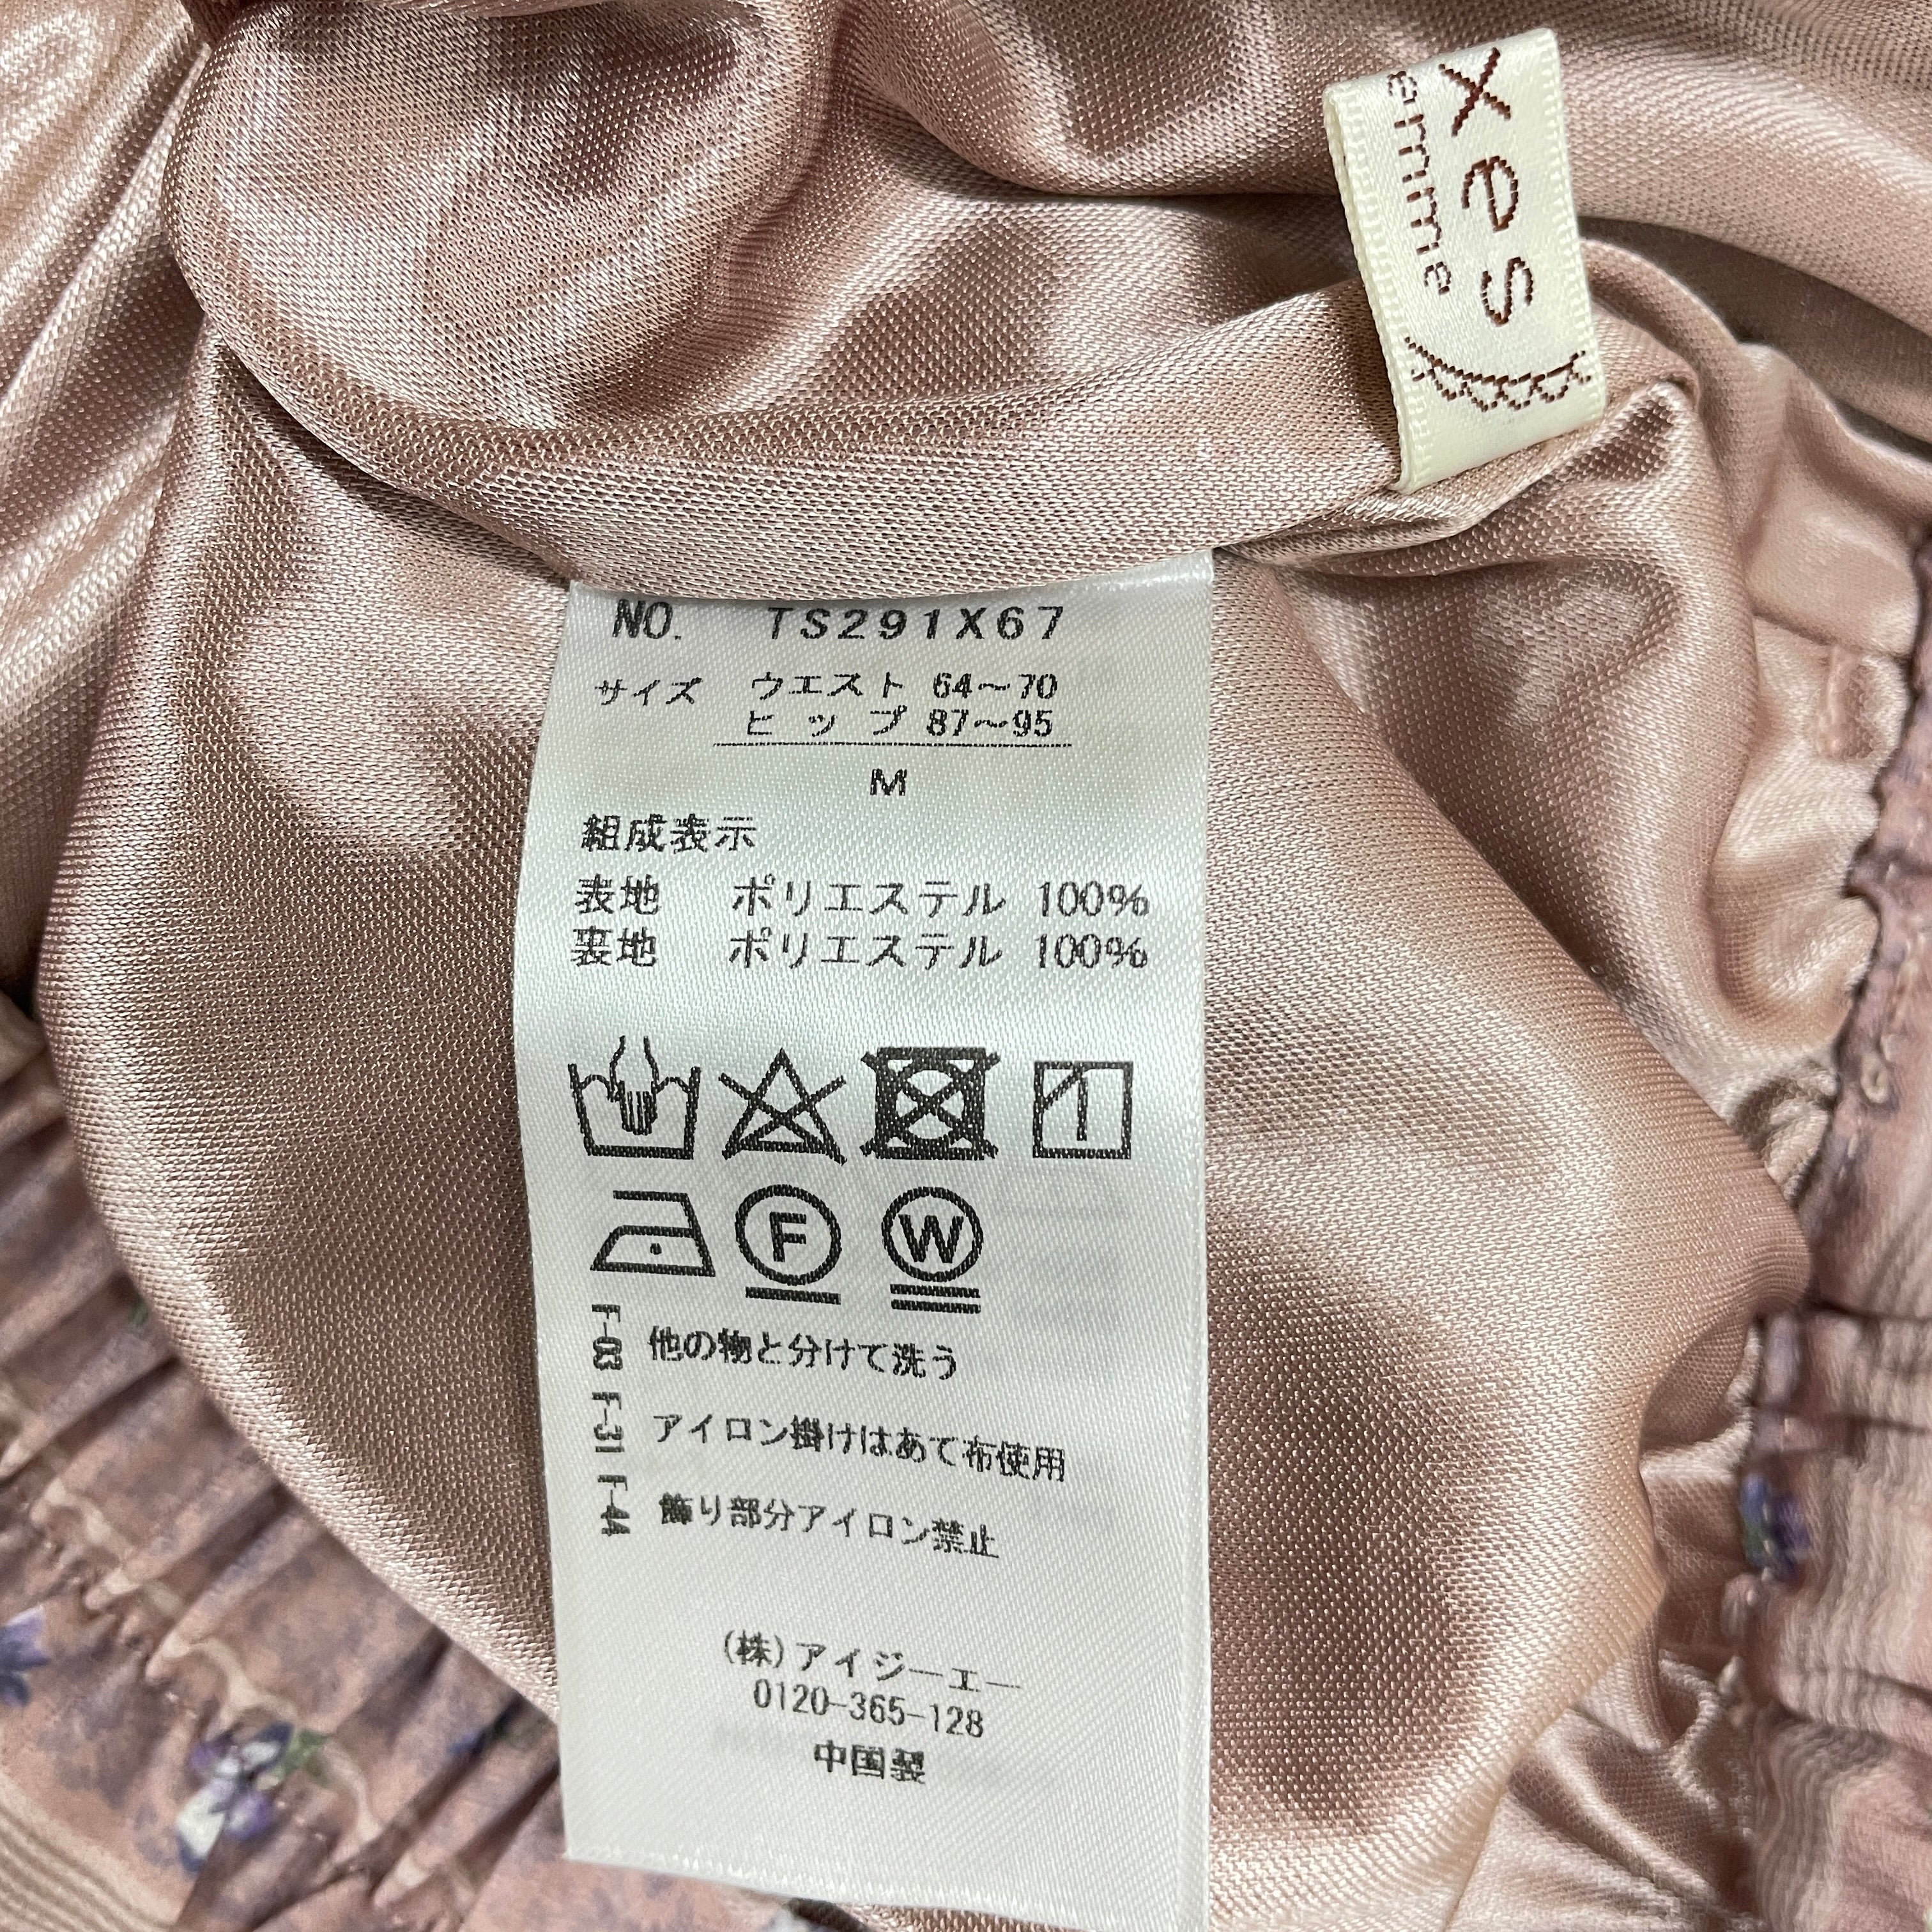 xes
emme
NO. TS291X67
サイズ ウエスト 64〜70
ヒップ 87〜95
M
組成表示
表地 ポリエステル 100%
裏地 ポリエステル 100%
F
W
F-03 他の物と分けて洗う
F-31 アイロン掛けはあて布使用
F-44 飾り部分アイロン禁止
(株)アイジーエー
0120-365-128
中国製